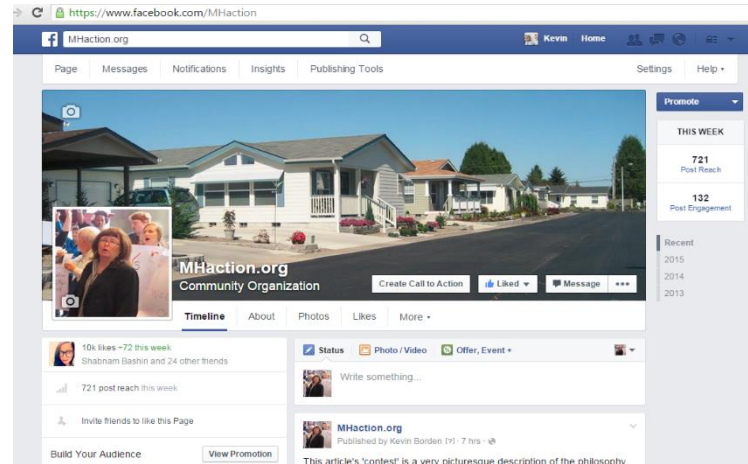 https://www.facebook.com/MHaction
MHaction.org
Kevin Home
Page Messages Notifications Insights Publishing Tools Settings Help
Promote
THIS WEEK
721
Post Reach
132
Post Engagement
Recent
2015
2014
2013
MHaction.org
Community Organization
Create Call to Action Liked Message
Timeline About Photos Likes More
10k likes +72 this week
Shabnam Bashin and 24 other friends
721 post reach this week
Invite friends to like this Page
Build Your Audience View Promotion
Status Photo / Video Offer, Event +
Write something...
MHaction.org
Published by Kevin Borden [?] · 7 hrs ·
This article's 'contest' is a very picturesque description of the philosophy